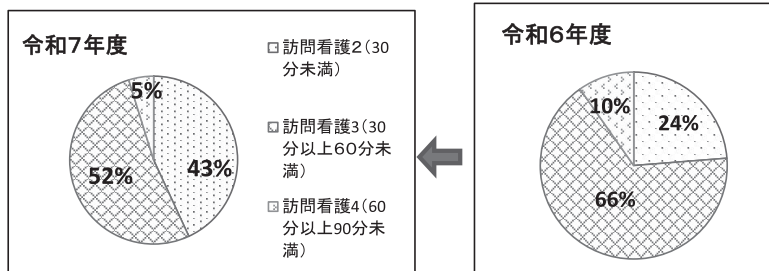 令和7年度
訪問看護2(30
分未満)
訪問看護3(30
分以上60分未
満)
訪問看護4(60
以上90分未
満)
5%
52%
43%
令和6年度
10%
24%
66%